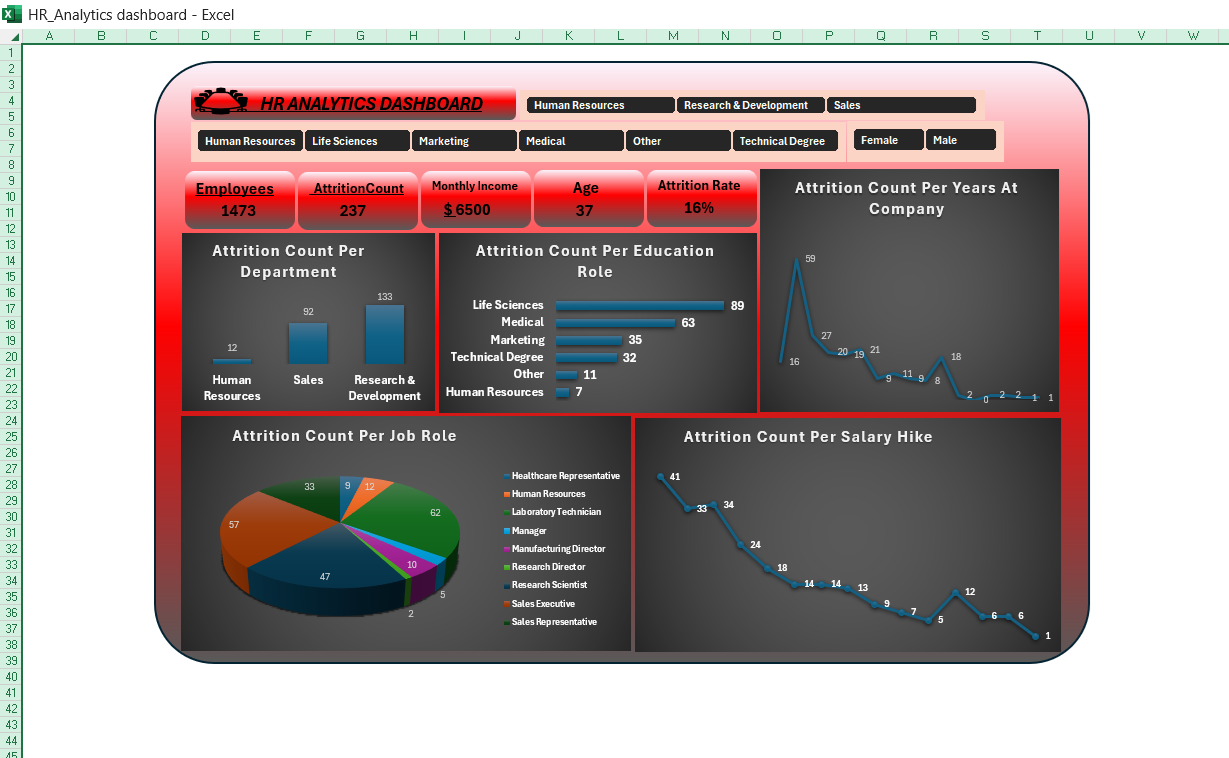 HR_Analytics dashboard - Excel
A B C D E F G H I J K L M N O P Q R S T U V W
1
2
3
4
5
6
7
8
9
10
11
12
13
14
15
16
17
18
19
20
21
22
23
24
25
26
27
28
29
30
31
32
33
34
35
36
37
38
39
40
41
42
43
44
45
HR ANALYTICS DASHBOARD
Human Resources Research & Development Sales
Human Resources Life Sciences Marketing Medical Other Technical Degree
Female Male
Employees
1473
AttritionCount
237
Monthly Income
$ 6500
Age
37
Attrition Rate
16%
Attrition Count Per Years At
Company
59
16
27
20
19
21
9
11
9
8
18
2
0
2
2
1
1
Attrition Count Per
Department
12
92
133
Human
Resources
Sales
Research &
Development
Attrition Count Per Education
Role
Life Sciences 89
Medical 63
Marketing 35
Technical Degree 32
Other 11
Human Resources 7
Attrition Count Per Job Role
9
12
62
5
10
2
47
57
33
Healthcare Representative
Human Resources
Laboratory Technician
Manager
Manufacturing Director
Research Director
Research Scientist
Sales Executive
Sales Representative
Attrition Count Per Salary Hike
41
33
34
24
18
14
14
13
9
7
5
12
6
6
1